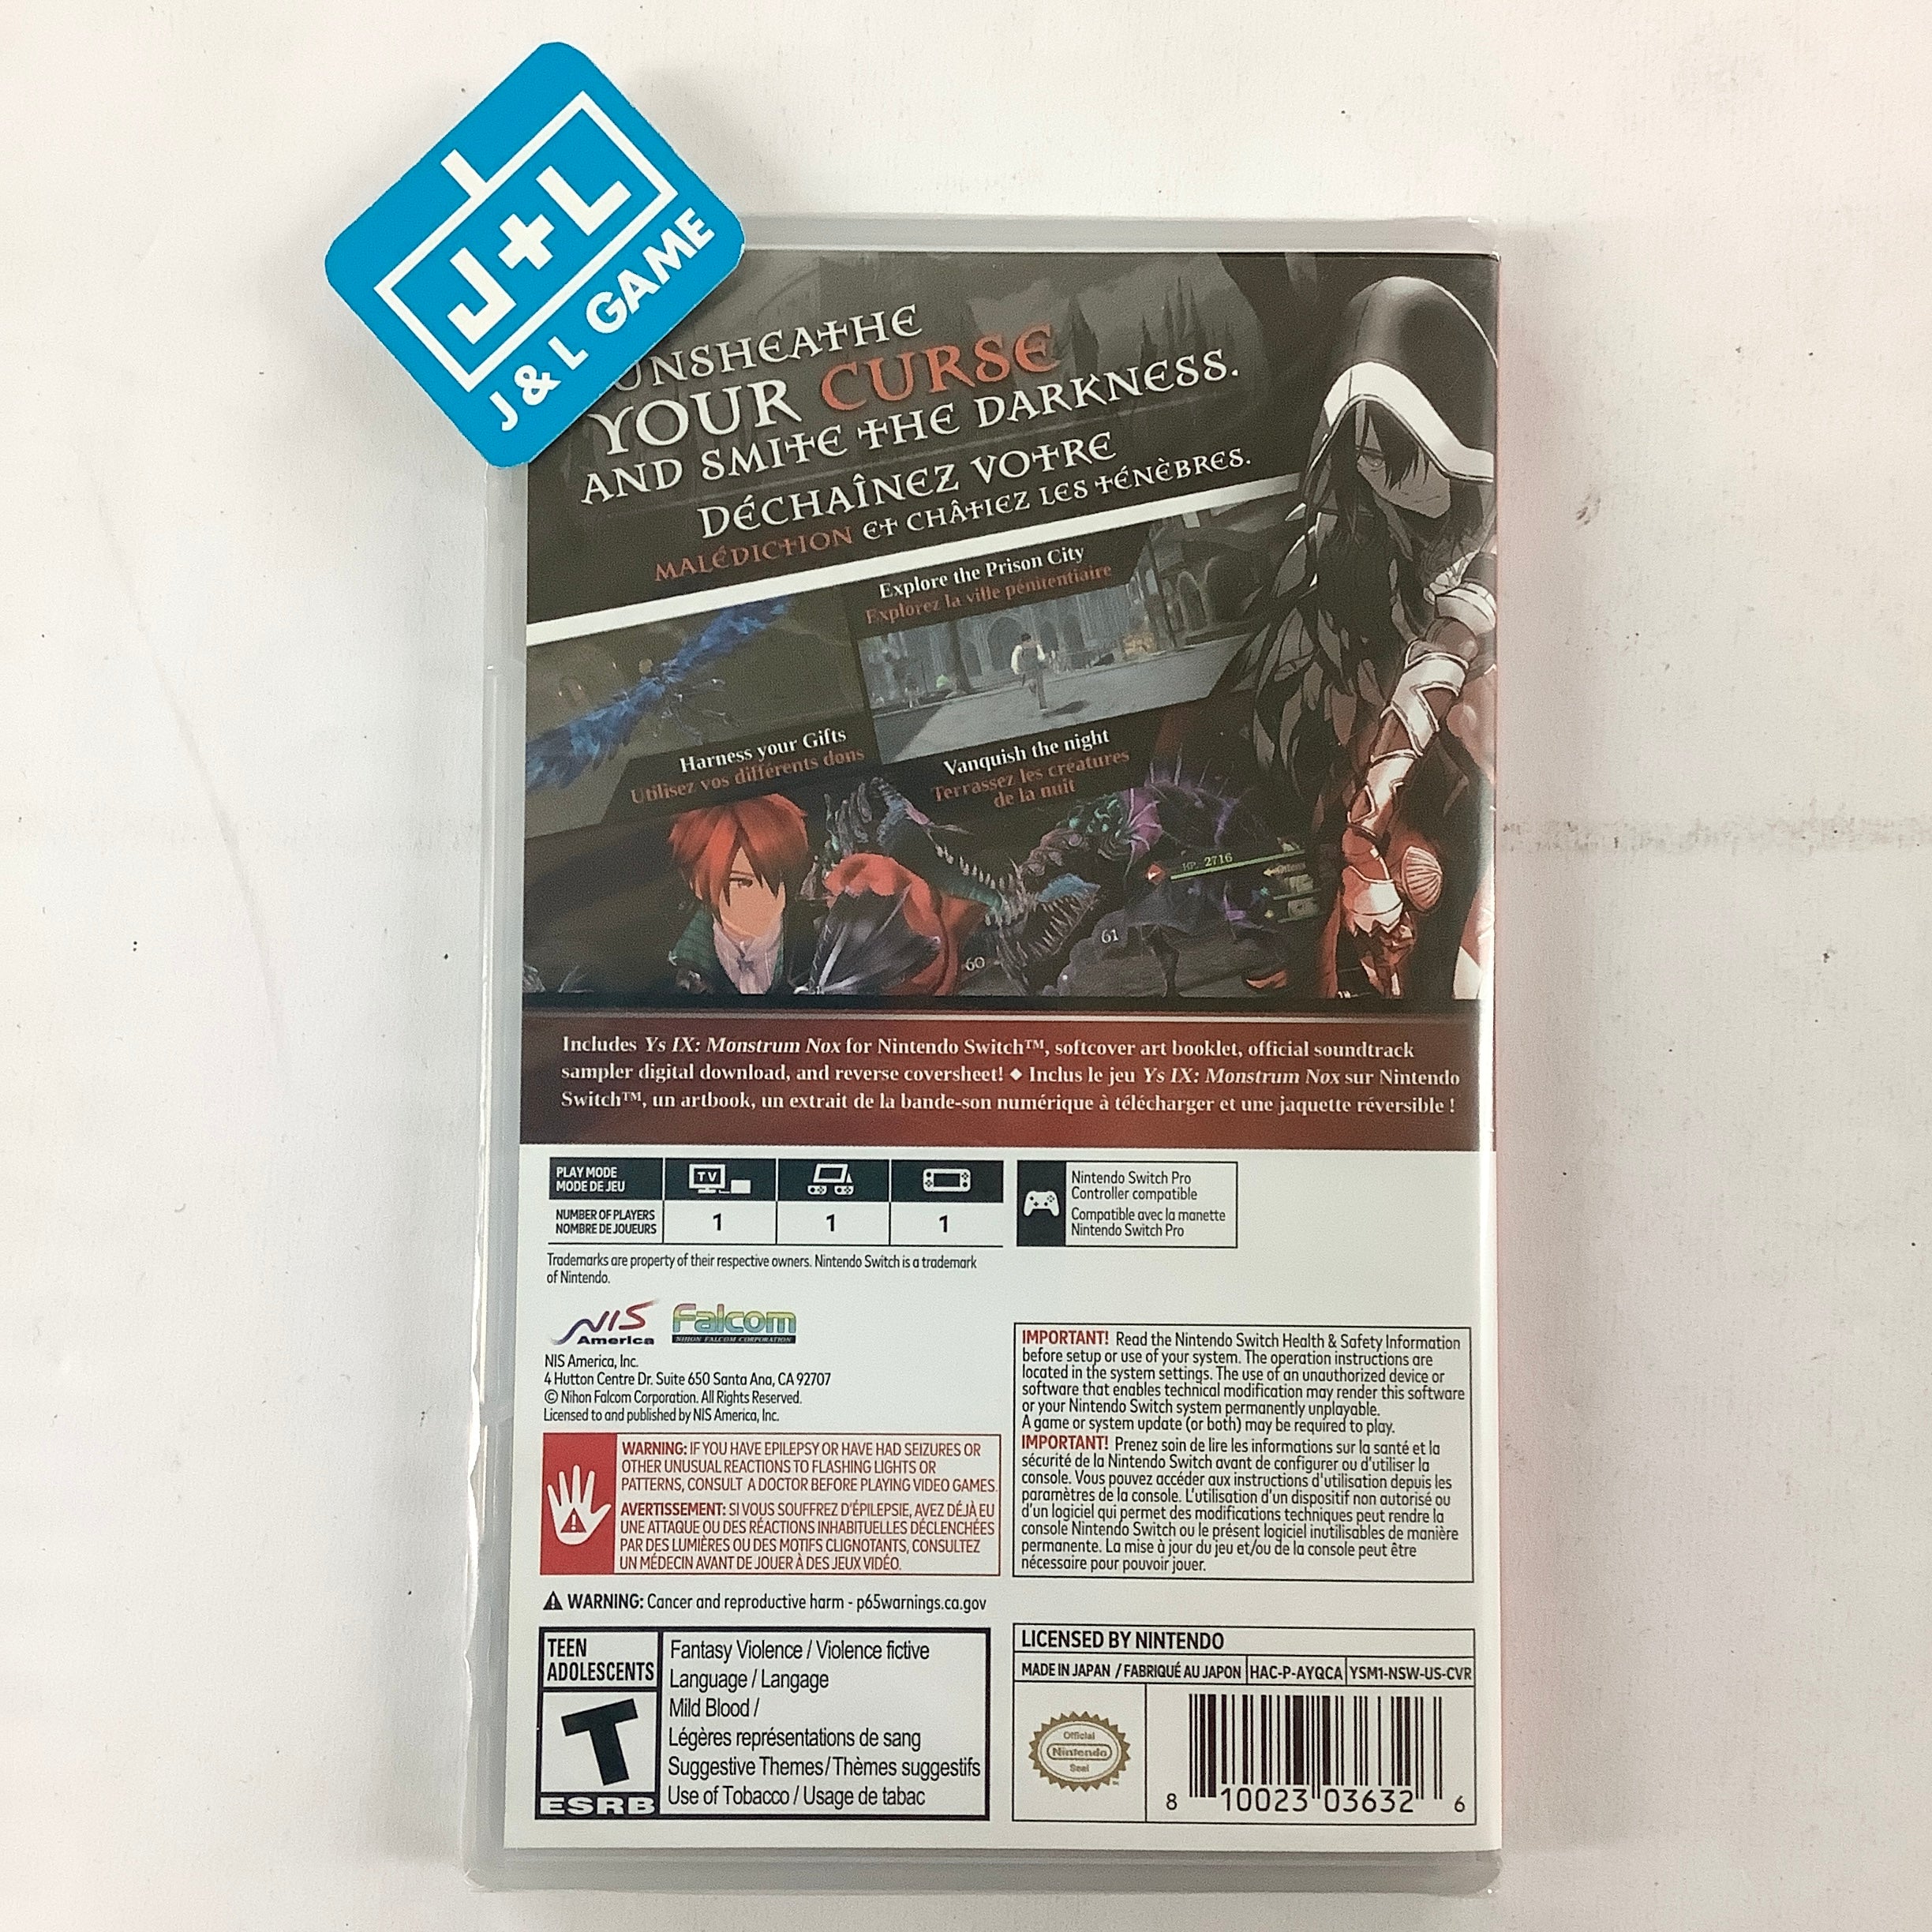 J+L
J & L GAME
UNSHEATHE
YOUR CURSE
AND SMITE THE DARKNESS.
DÉCHAÎNEZ VOTRE
MALÉDICTION ET CHÂTIEZ LES TÉNÈBRES.
Explore the Prison City
Explorez la ville pénitentiaire
Harness your Gifts
Utilisez vos différents dons
Vanquish the night
Terrassez les créatures
de la nuit
HP 2716
61
60
Includes Ys IX: Monstrum Nox for Nintendo Switch™, softcover art booklet, official soundtrack
sampler digital download, and reverse coversheet! ◆ Inclus le jeu Ys IX: Monstrum Nox sur Nintendo
Switch™, un artbook, un extrait de la bande-son numérique à télécharger et une jaquette réversible !
PLAY MODE
MODE DE JEU
TV
NUMBER OF PLAYERS
NOMBRE DE JOUEURS
1 1 1
Nintendo Switch Pro
Controller compatible
Compatible avec la manette
Nintendo Switch Pro
Trademarks are property of their respective owners. Nintendo Switch is a trademark
of Nintendo.
NIS
America
Falcom
NIHON FALCOM CORPORATION
NIS America, Inc.
4 Hutton Centre Dr. Suite 650 Santa Ana, CA 92707
© Nihon Falcom Corporation. All Rights Reserved.
Licensed to and published by NIS America, Inc.
WARNING: IF YOU HAVE EPILEPSY OR HAVE HAD SEIZURES OR
OTHER UNUSUAL REACTIONS TO FLASHING LIGHTS OR
PATTERNS, CONSULT A DOCTOR BEFORE PLAYING VIDEO GAMES.
AVERTISSEMENT: SI VOUS SOUFFREZ D'ÉPILEPSIE, AVEZ DÉJÀ EU
UNE ATTAQUE OU DES RÉACTIONS INHABITUELLES DÉCLENCHÉES
PAR DES LUMIÈRES OU DES MOTIFS CLIGNOTANTS, CONSULTEZ
UN MÉDECIN AVANT DE JOUER À DES JEUX VIDÉO.
IMPORTANT! Read the Nintendo Switch Health & Safety Information
before setup or use of your system. The operation instructions are
located in the system settings. The use of an unauthorized device or
software that enables technical modification may render this software
or your Nintendo Switch system permanently unplayable.
A game or system update (or both) may be required to play.
IMPORTANT! Prenez soin de lire les informations sur la santé et la
sécurité de la Nintendo Switch avant de configurer ou d'utiliser la
console. Vous pouvez accéder aux instructions d'utilisation depuis les
paramètres de la console. L'utilisation d'un dispositif non autorisé ou
d'un logiciel qui permet des modifications techniques peut rendre la
console Nintendo Switch ou le présent logiciel inutilisables de manière
permanente. La mise à jour du jeu et/ou de la console peut être
nécessaire pour pouvoir jouer.
WARNING: Cancer and reproductive harm - p65warnings.ca.gov
TEEN
ADOLESCENTS
T
ESRB
Fantasy Violence / Violence fictive
Language / Langage
Mild Blood /
Légères représentations de sang
Suggestive Themes / Thèmes suggestifs
Use of Tobacco / Usage de tabac
LICENSED BY NINTENDO
MADE IN JAPAN / FABRIQUÉ AU JAPON HAC-P-AYQCA YSM1-NSW-US-CVR
Official
Nintendo
Seal
8 10023 03632 6